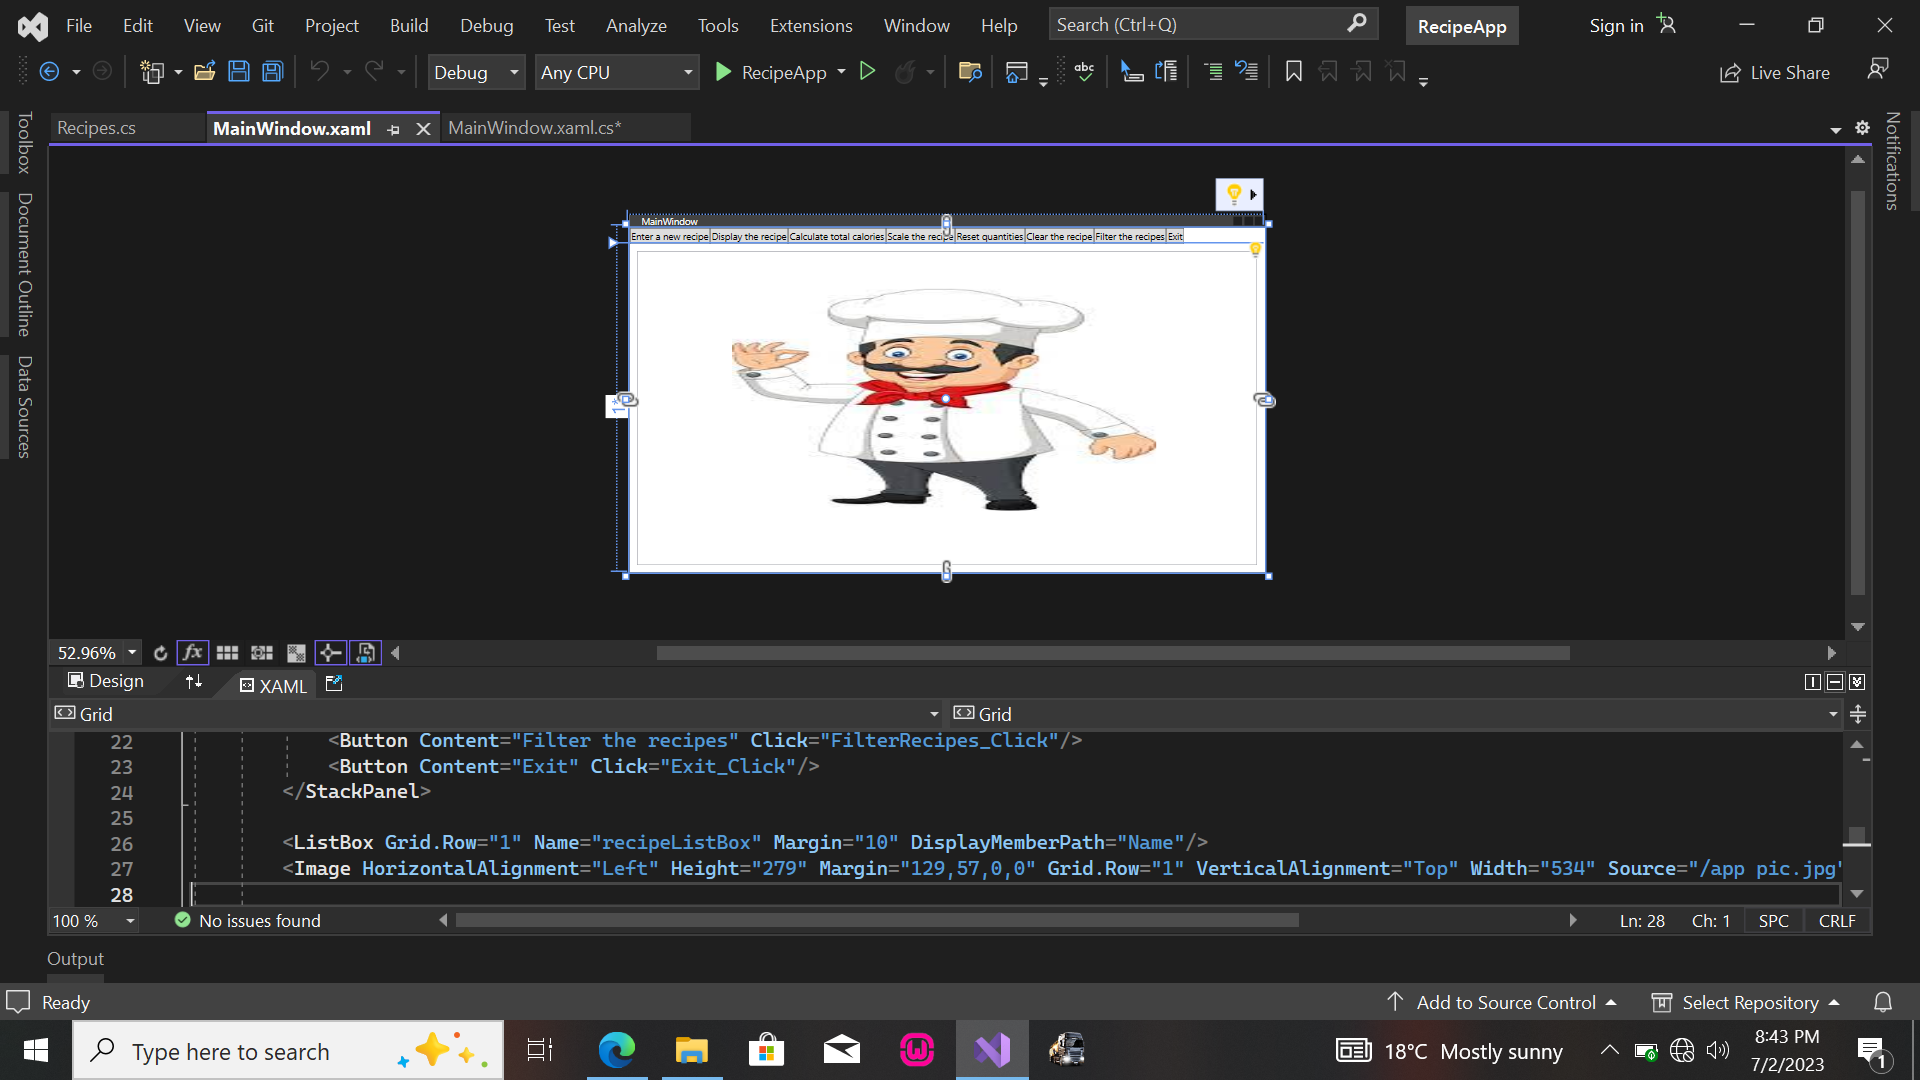 File Edit View Git Project Build Debug Test Analyze Tools Extensions Window Help Search (Ctrl+Q) RecipeApp Sign in
Debug Any CPU RecipeApp Live Share
Recipes.cs MainWindow.xaml MainWindow.xaml.cs*
Toolbox
Document Outline
Data Sources
Notifications
MainWindow
Enter a new recipe Display the recipe Calculate total calories Scale the recipe Reset quantities Clear the recipe Filter the recipes Exit
1*
52.96% fx
Design XAML
Grid Grid
22 <Button Content="Filter the recipes" Click="FilterRecipes_Click"/>
23 <Button Content="Exit" Click="Exit_Click"/>
24 </StackPanel>
25
26 <ListBox Grid.Row="1" Name="recipeListBox" Margin="10" DisplayMemberPath="Name"/>
27 <Image HorizontalAlignment="Left" Height="279" Margin="129,57,0,0" Grid.Row="1" VerticalAlignment="Top" Width="534" Source="/app pic.jpg"
28
100 % No issues found Ln: 28 Ch: 1 SPC CRLF
Output
Ready Add to Source Control Select Repository
Type here to search 18°C Mostly sunny 8:43 PM
7/2/2023 1